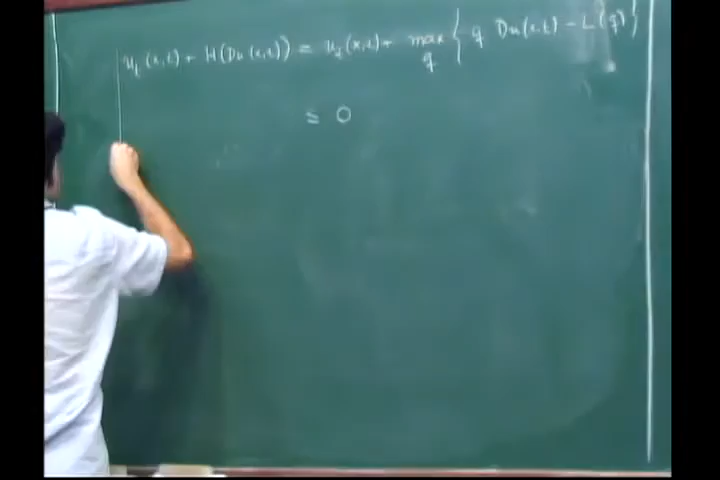 u_t(x,t) + H(Du(x,t)) = u_t(x,t) + max_q { q Du(x,t) - L(q) }
≤ 0